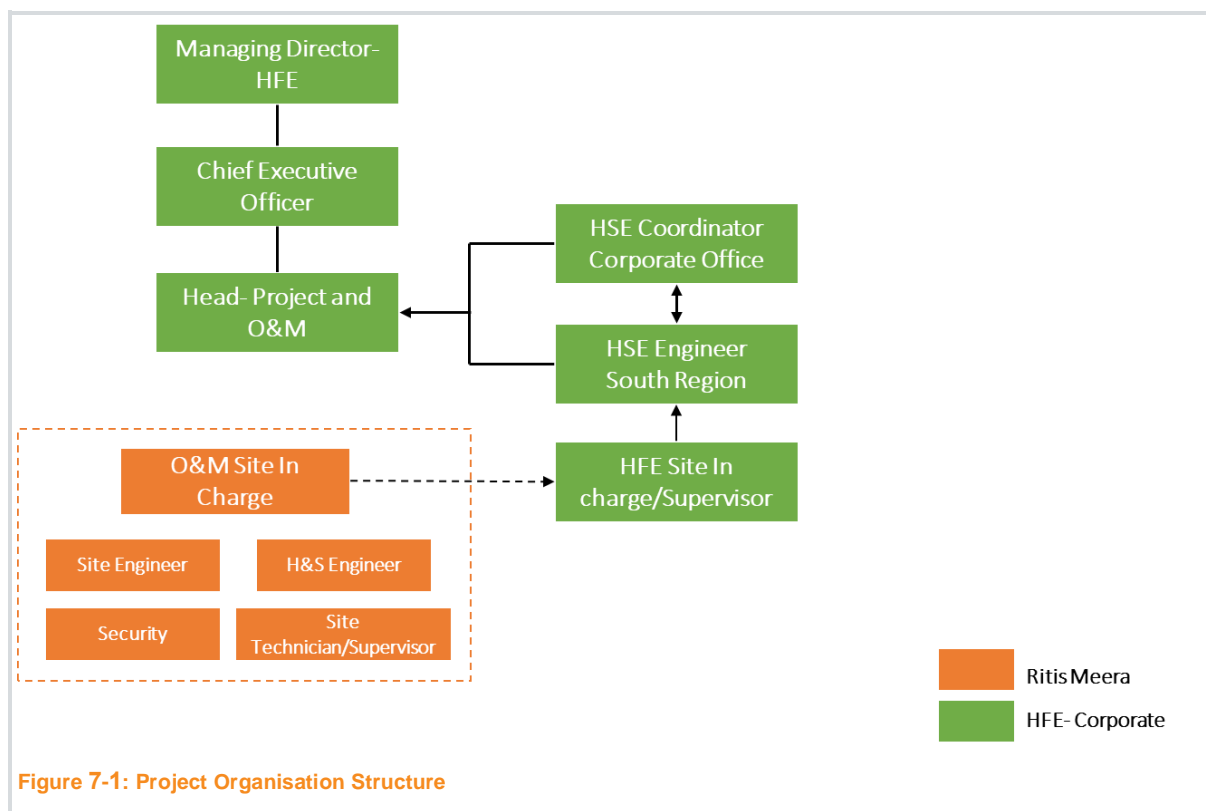 Managing Director-
HFE
Chief Executive
Officer
Head- Project and
O&M
HSE Coordinator
Corporate Office
HSE Engineer
South Region
HFE Site In
charge/Supervisor
O&M Site In
Charge
Site Engineer
H&S Engineer
Security
Site
Technician/Supervisor
Ritis Meera
HFE- Corporate
Figure 7-1: Project Organisation Structure